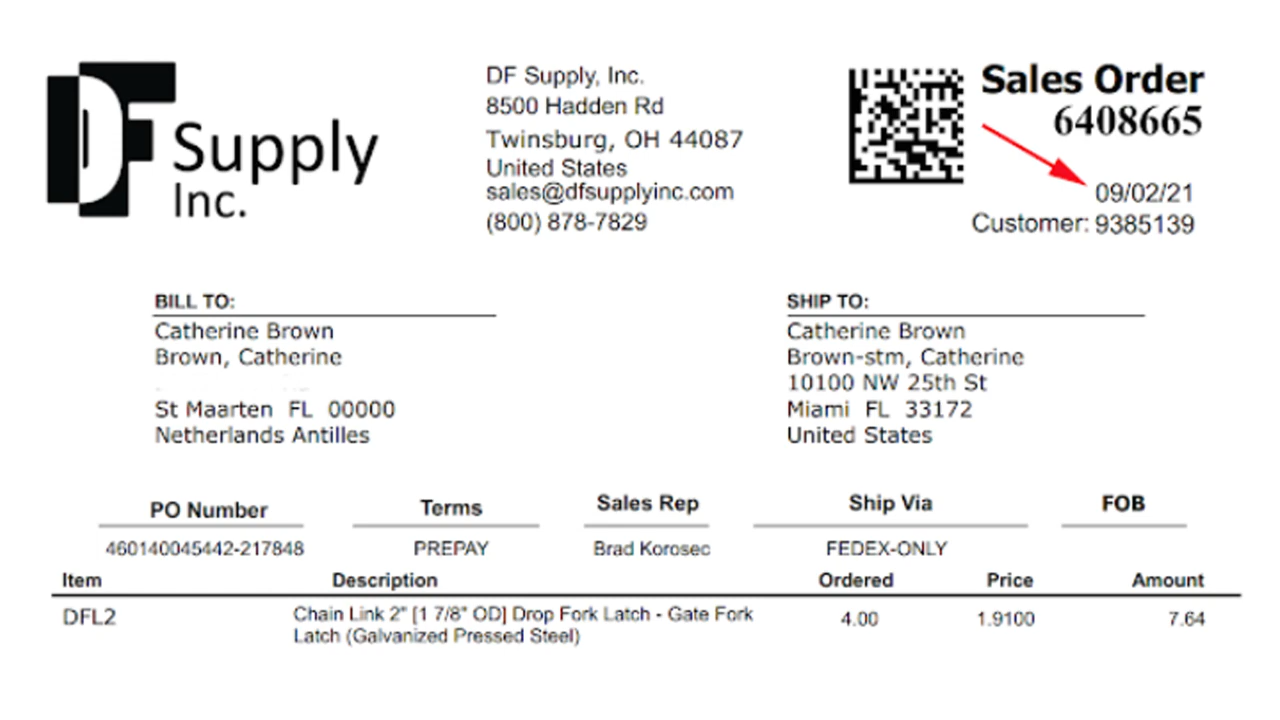 DF Supply Inc.
DF Supply, Inc.
8500 Hadden Rd
Twinsburg, OH 44087
United States
sales@dfsupplyinc.com
(800) 878-7829
Sales Order
6408665
09/02/21
Customer: 9385139
BILL TO:
Catherine Brown
Brown, Catherine
St Maarten FL 00000
Netherlands Antilles
SHIP TO:
Catherine Brown
Brown-stm, Catherine
10100 NW 25th St
Miami FL 33172
United States
PO Number Terms Sales Rep Ship Via FOB
460140045442-217848 PREPAY Brad Korosec FEDEX-ONLY
Item Description Ordered Price Amount
DFL2 Chain Link 2" [1 7/8" OD] Drop Fork Latch - Gate Fork 4.00 1.9100 7.64
Latch (Galvanized Pressed Steel)